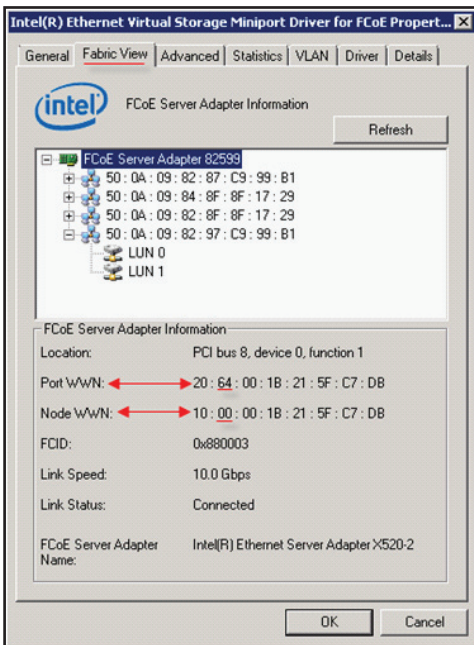 Intel(R) Ethernet Virtual Storage Miniport Driver for FCoE Propert...
General Fabric View Advanced Statistics VLAN Driver Details
intel
FCoE Server Adapter Information
Refresh
FCoE Server Adapter 82599
50 : 0A : 09 : 82 : 87 : C9 : 99 : B1
50 : 0A : 09 : 84 : 8F : 8F : 17 : 29
50 : 0A : 09 : 82 : 8F : 8F : 17 : 29
50 : 0A : 09 : 82 : 97 : C9 : 99 : B1
LUN 0
LUN 1
FCoE Server Adapter Information
Location: PCI bus 8, device 0, function 1
Port WWN: 20 : 64 : 00 : 1B : 21 : 5F : C7 : DB
Node WWN: 10 : 00 : 00 : 1B : 21 : 5F : C7 : DB
FCID: 0x880003
Link Speed: 10.0 Gbps
Link Status: Connected
FCoE Server Adapter Intel(R) Ethernet Server Adapter X520-2
Name:
OK Cancel